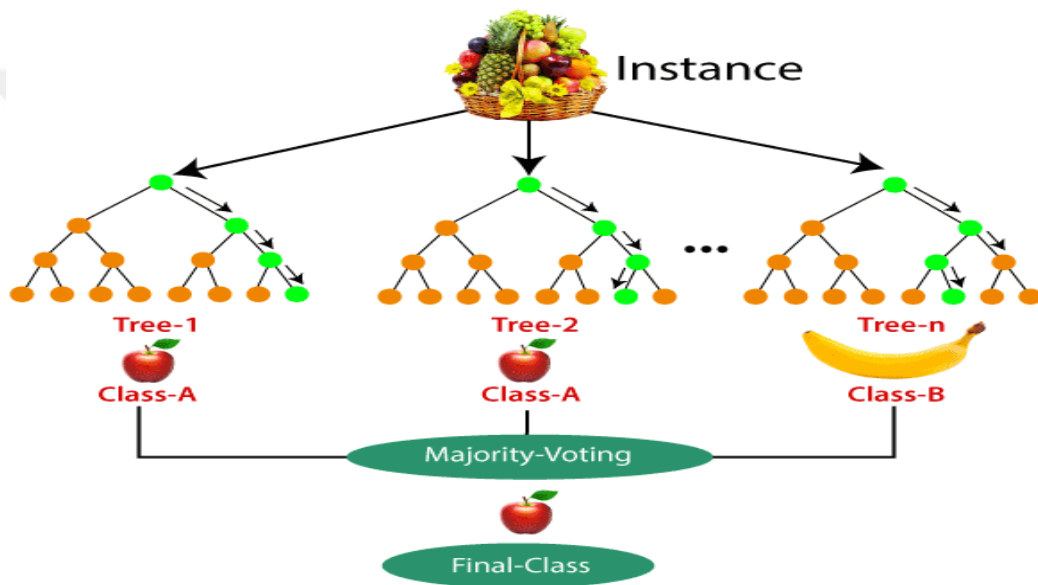 Instance
Tree-1
Tree-2
Tree-n
Class-A
Class-A
Class-B
Majority-Voting
Final-Class